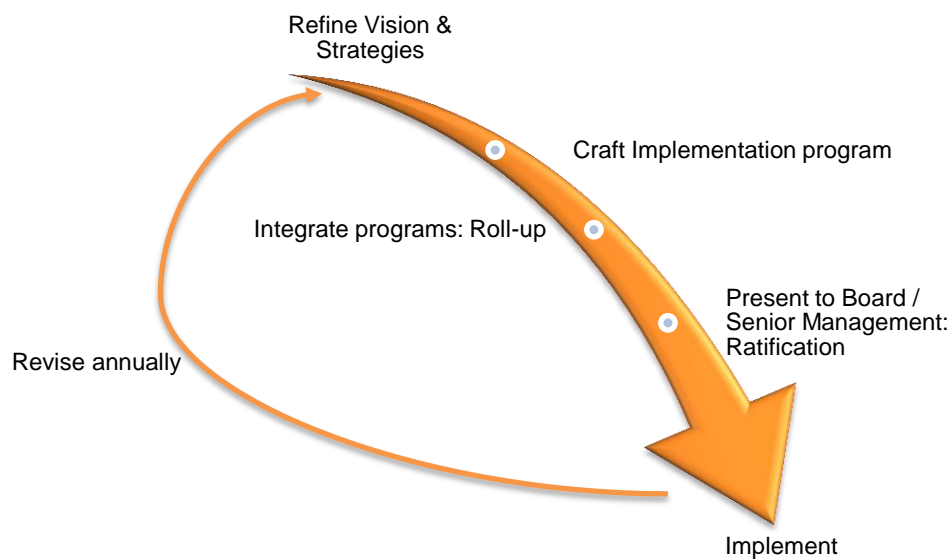 Refine Vision &
Strategies
Craft Implementation program
Integrate programs: Roll-up
Present to Board /
Senior Management:
Ratification
Revise annually
Implement